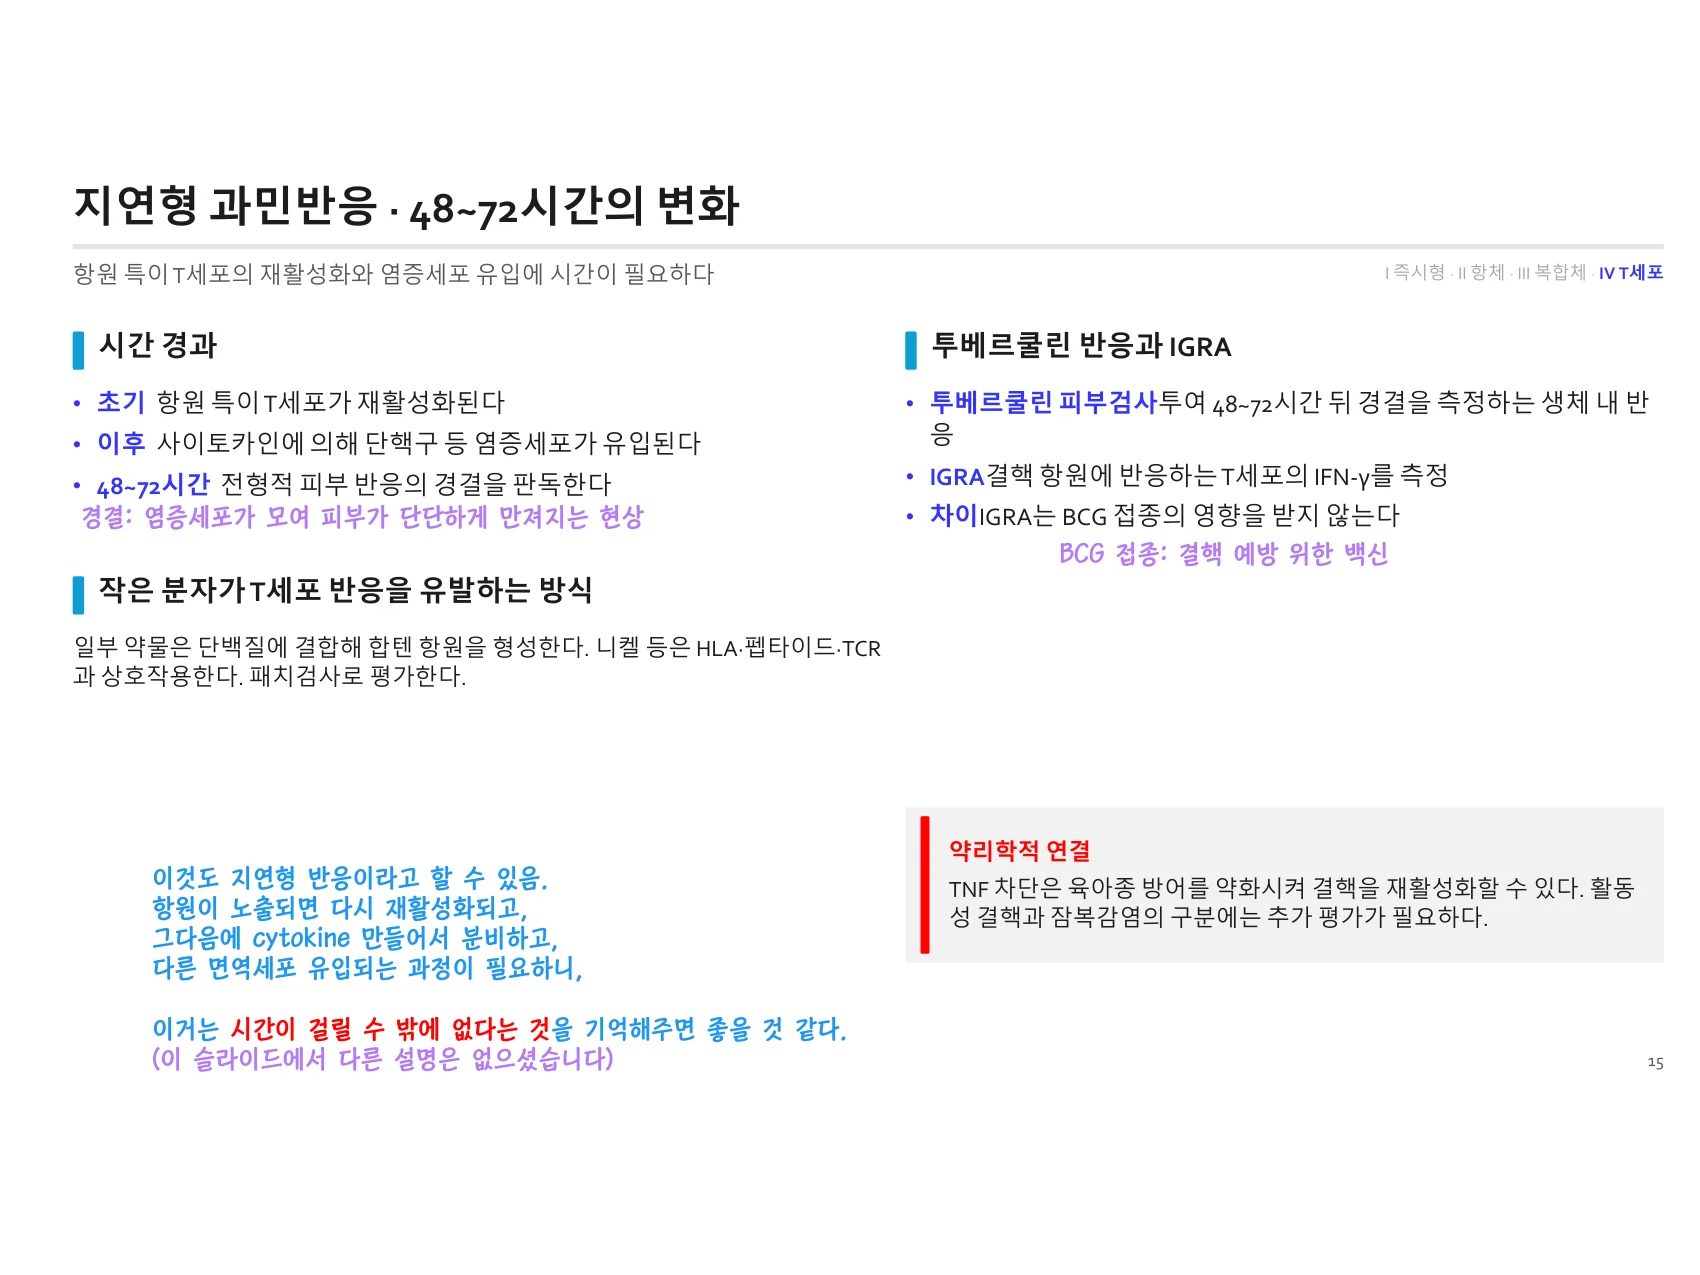 지연형 과민반응 · 48~72시간의 변화
항원 특이 T세포의 재활성화와 염증세포 유입에 시간이 필요하다
I 즉시형 · II 항체 · III 복합체 · IV T세포
시간 경과
• 초기 항원 특이 T세포가 재활성화된다
• 이후 사이토카인에 의해 단핵구 등 염증세포가 유입된다
• 48~72시간 전형적 피부 반응의 경결을 판독한다
경결: 염증세포가 모여 피부가 단단하게 만져지는 현상
작은 분자가 T세포 반응을 유발하는 방식
일부 약물은 단백질에 결합해 합텐 항원을 형성한다. 니켈 등은 HLA·펩타이드·TCR
과 상호작용한다. 패치검사로 평가한다.
이것도 지연형 반응이라고 할 수 있음.
항원이 노출되면 다시 재활성화되고,
그다음에 cytokine 만들어서 분비하고,
다른 면역세포 유입되는 과정이 필요하니,
이거는 시간이 걸릴 수 밖에 없다는 것을 기억해주면 좋을 것 같다.
(이 슬라이드에서 다른 설명은 없으셨습니다)
투베르쿨린 반응과 IGRA
• 투베르쿨린 피부검사투여 48~72시간 뒤 경결을 측정하는 생체 내 반
응
• IGRA결핵 항원에 반응하는 T세포의 IFN-γ를 측정
• 차이IGRA는 BCG 접종의 영향을 받지 않는다
BCG 접종: 결핵 예방 위한 백신
약리학적 연결
TNF 차단은 육아종 방어를 약화시켜 결핵을 재활성화할 수 있다. 활동
성 결핵과 잠복감염의 구분에는 추가 평가가 필요하다.
15